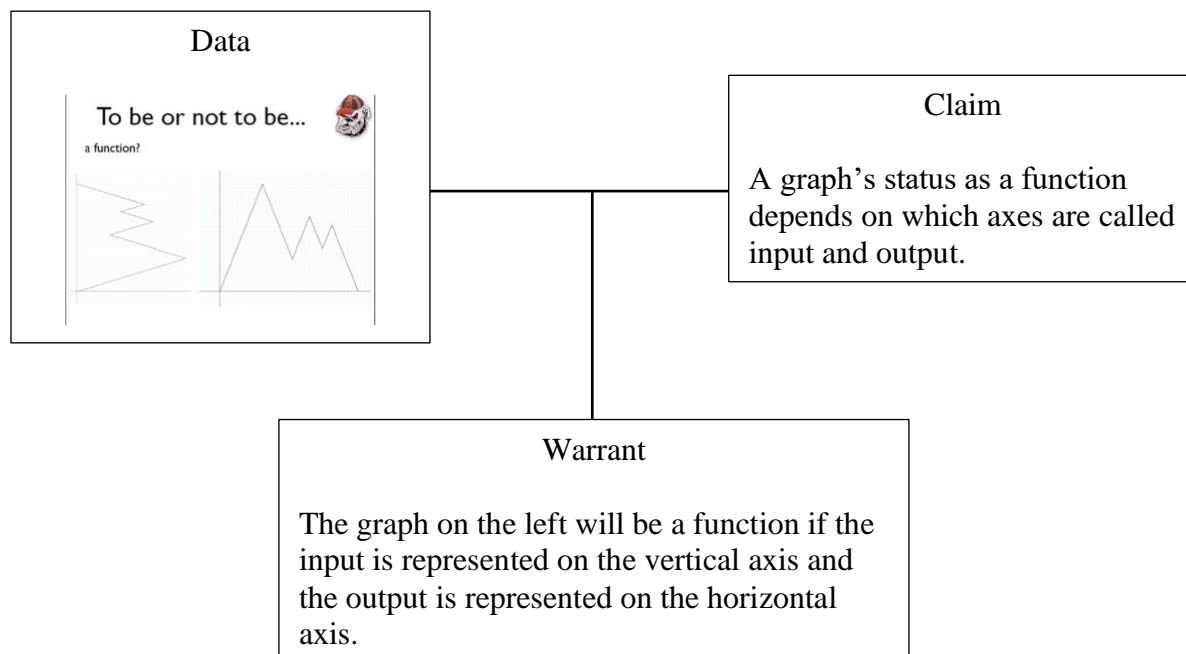 Data
To be or not to be...
a function?
Claim
A graph’s status as a function
depends on which axes are called
input and output.
Warrant
The graph on the left will be a function if the
input is represented on the vertical axis and
the output is represented on the horizontal
axis.